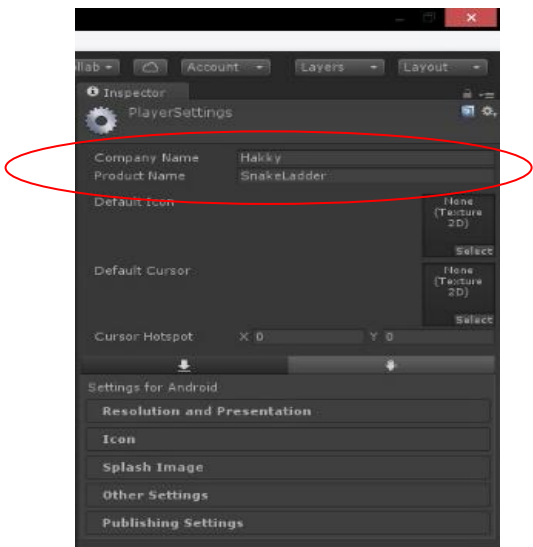 llab Account Layers Layout
Inspector
PlayerSettings
Company Name Hakky
Product Name SnakeLadder
Default Icon
None
(Texture
2D)
Select
Default Cursor
None
(Texture
2D)
Select
Cursor Hotspot X 0 Y 0
Settings for Android
Resolution and Presentation
Icon
Splash Image
Other Settings
Publishing Settings